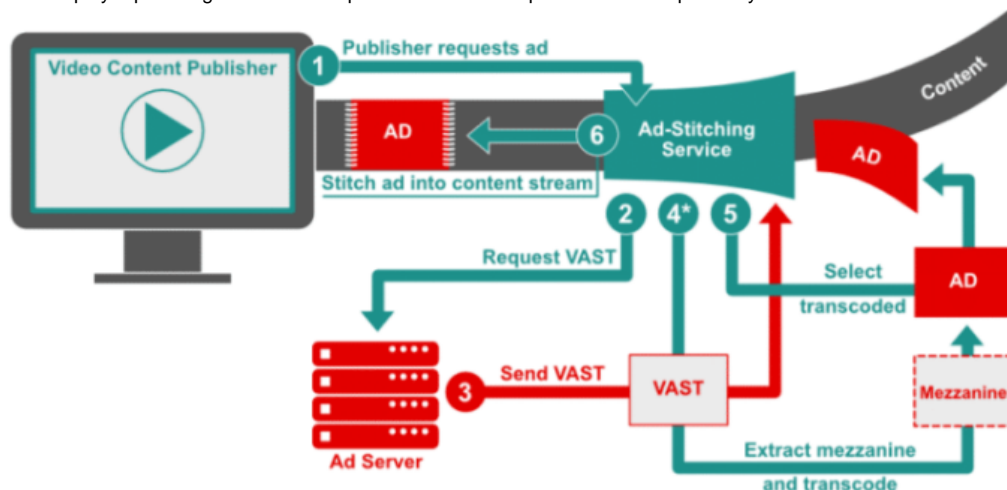 Video Content Publisher
1
Publisher requests ad
Content
AD
6
Ad-Stitching
Service
AD
Stitch ad into content stream
2
4*
5
Request VAST
Select
transcoded
AD
3
Send VAST
VAST
Mezzanine
Ad Server
Extract mezzanine
and transcode